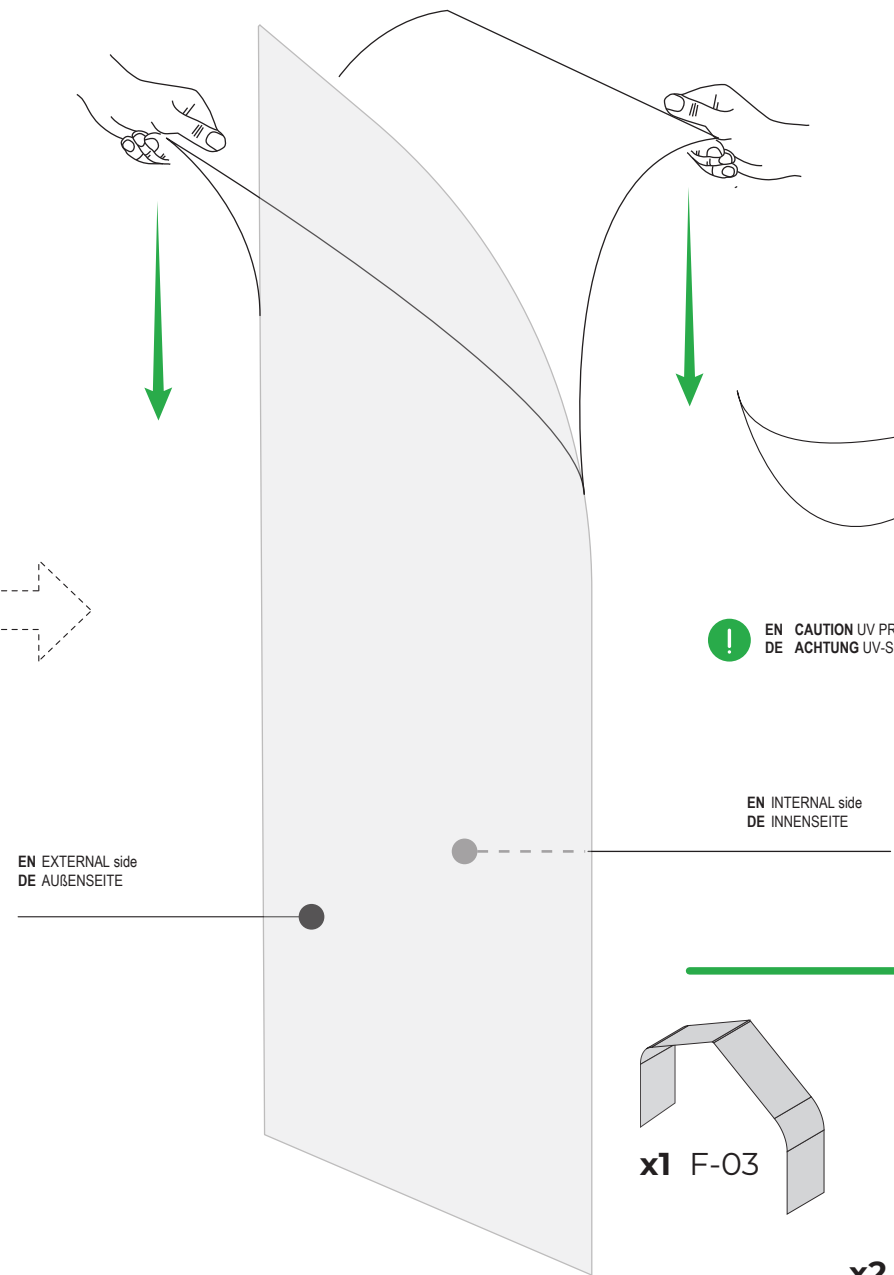 EN CAUTION UV PR
DE ACHTUNG UV-S
EN INTERNAL side
DE INNENSEITE
EN EXTERNAL side
DE AUßENSEITE
x1 F-03
x2